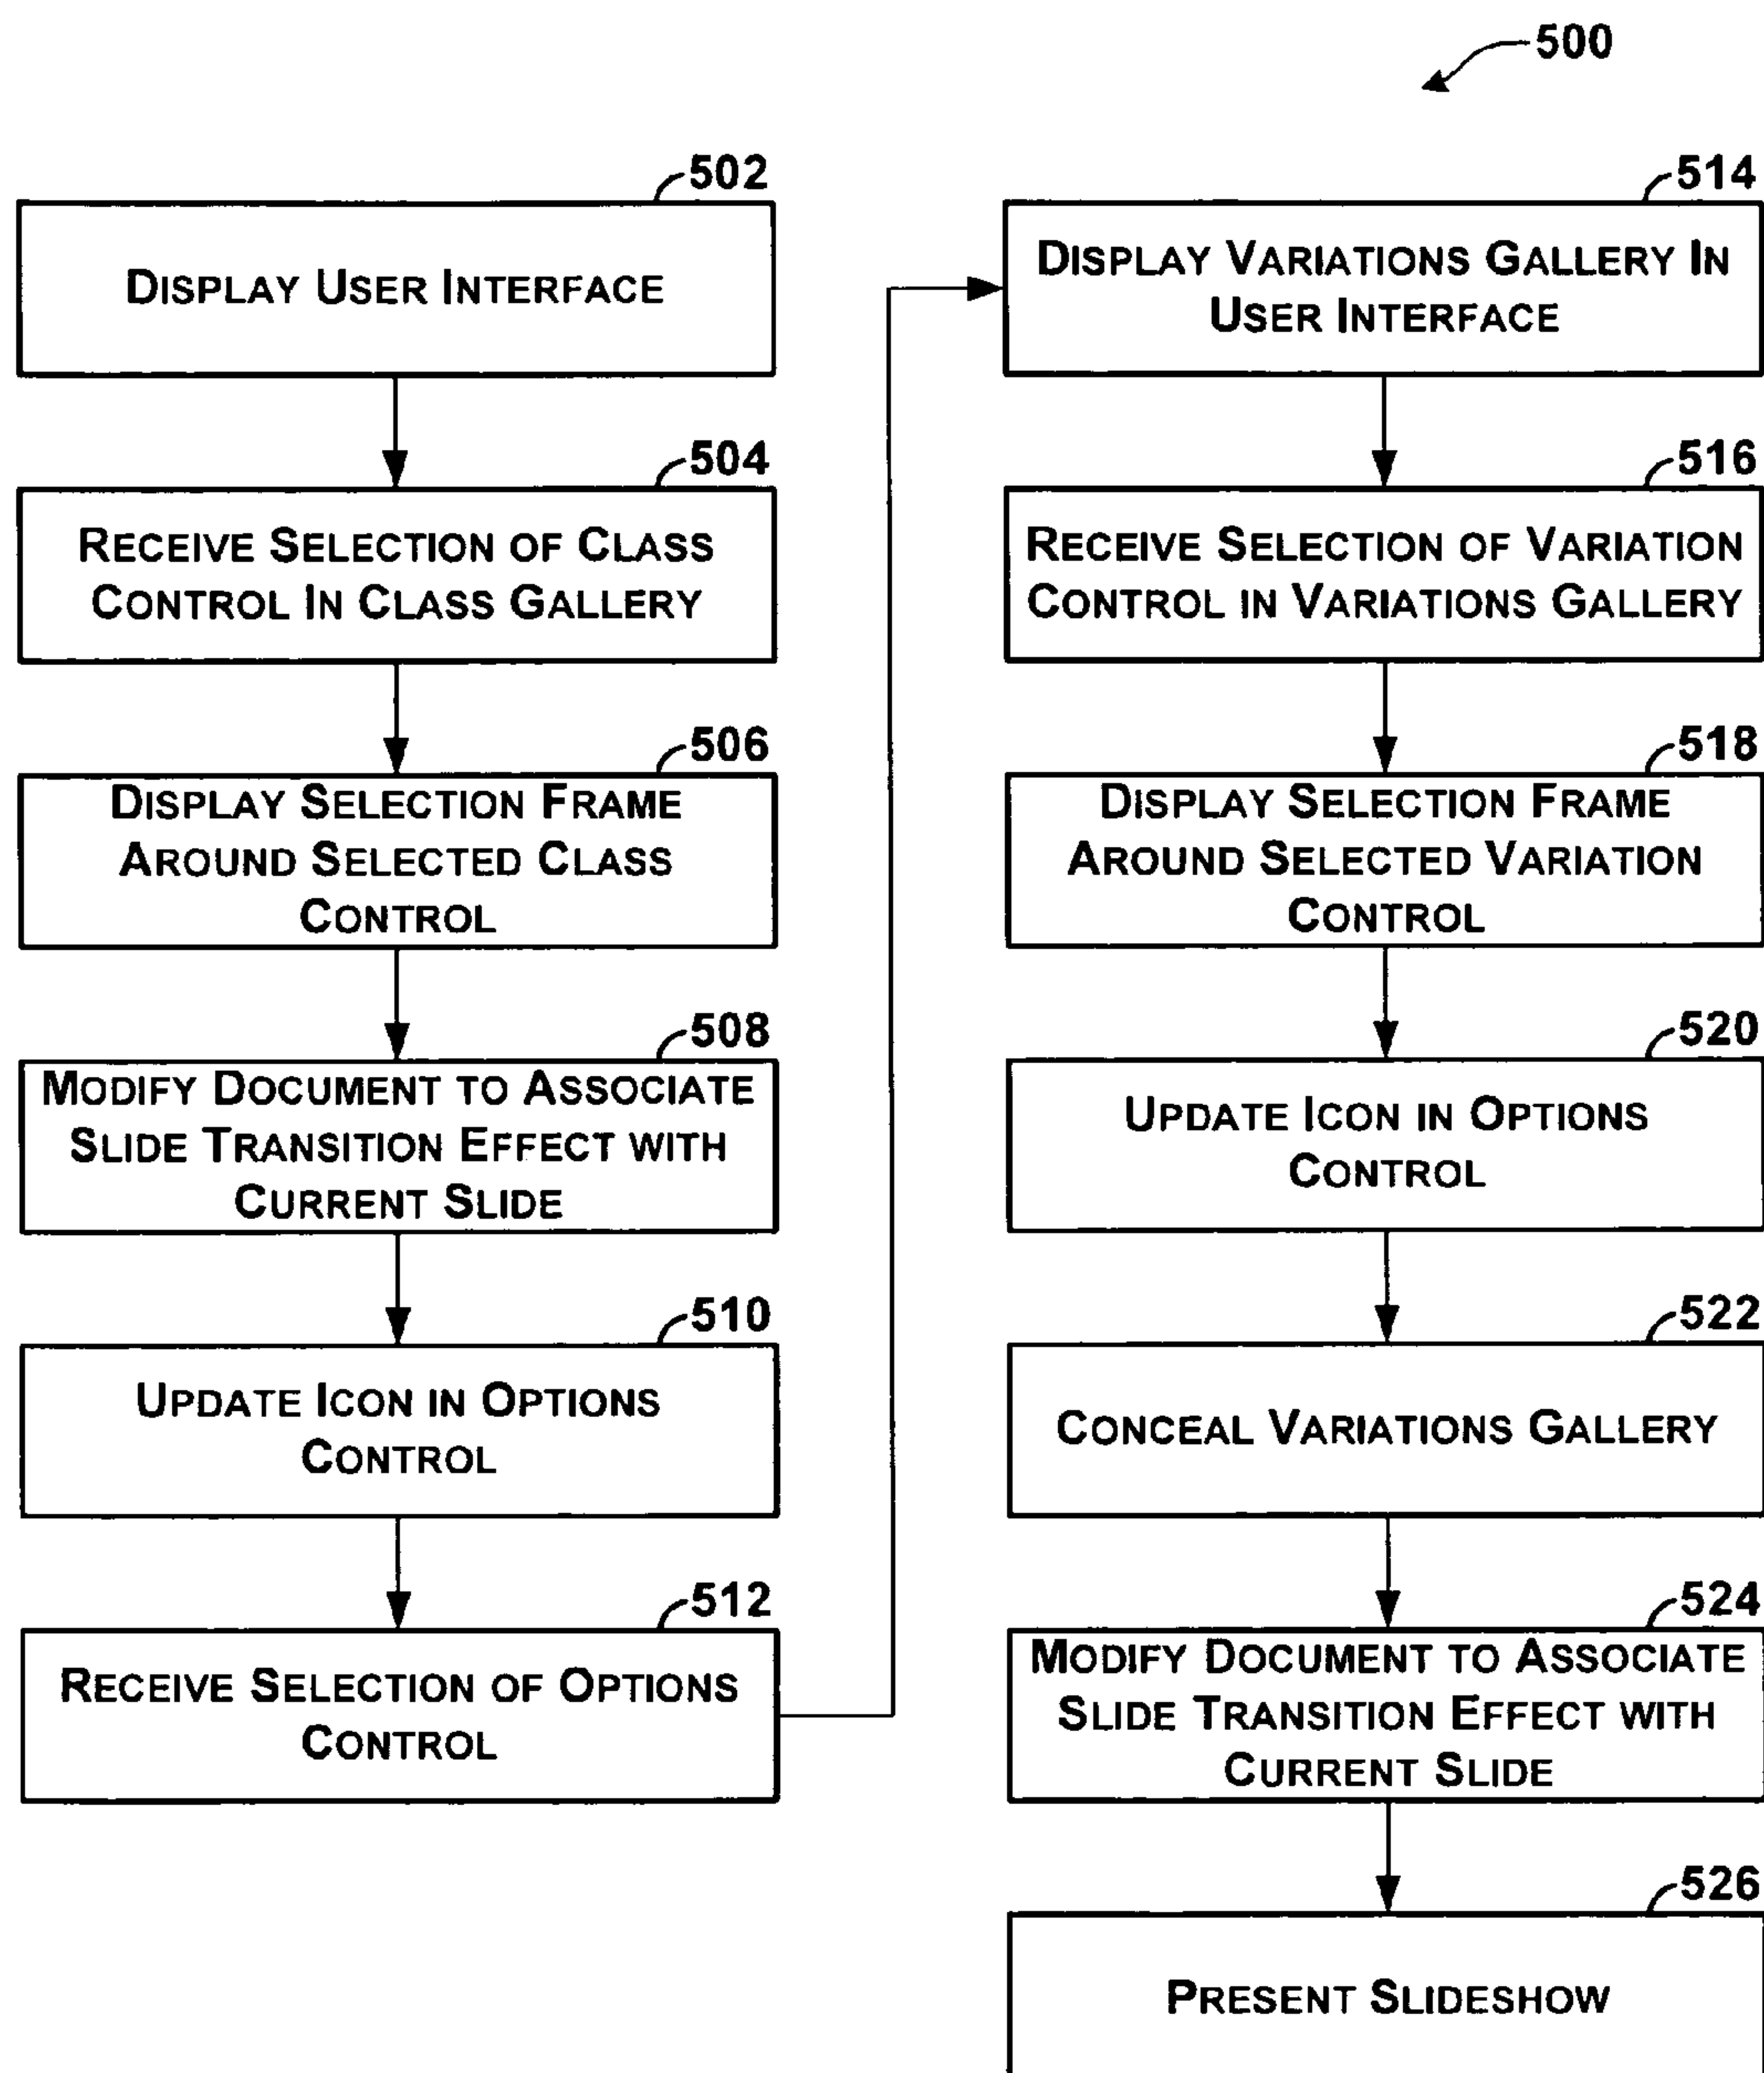 500
502
DISPLAY USER INTERFACE
504
RECEIVE SELECTION OF CLASS
CONTROL IN CLASS GALLERY
506
DISPLAY SELECTION FRAME
AROUND SELECTED CLASS
CONTROL
508
MODIFY DOCUMENT TO ASSOCIATE
SLIDE TRANSITION EFFECT WITH
CURRENT SLIDE
510
UPDATE ICON IN OPTIONS
CONTROL
512
RECEIVE SELECTION OF OPTIONS
CONTROL
514
DISPLAY VARIATIONS GALLERY IN
USER INTERFACE
516
RECEIVE SELECTION OF VARIATION
CONTROL IN VARIATIONS GALLERY
518
DISPLAY SELECTION FRAME
AROUND SELECTED VARIATION
CONTROL
520
UPDATE ICON IN OPTIONS
CONTROL
522
CONCEAL VARIATIONS GALLERY
524
MODIFY DOCUMENT TO ASSOCIATE
SLIDE TRANSITION EFFECT WITH
CURRENT SLIDE
526
PRESENT SLIDESHOW